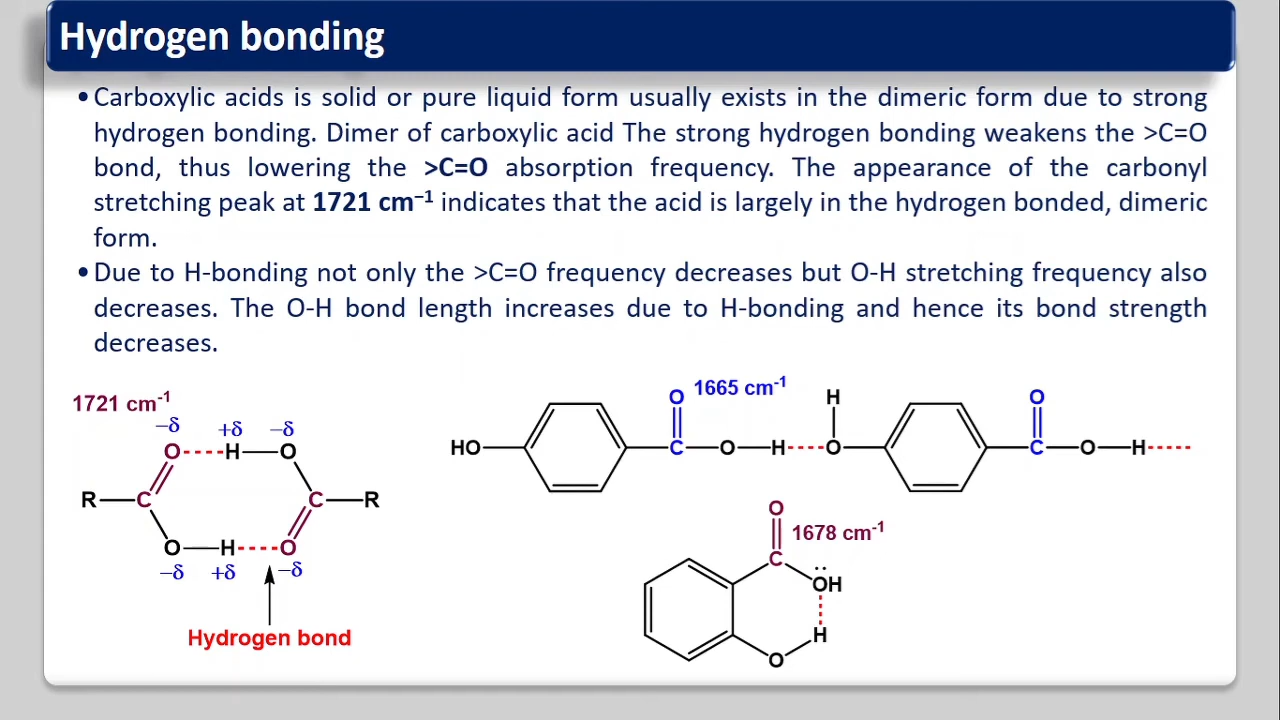 Hydrogen bonding
•Carboxylic acids is solid or pure liquid form usually exists in the dimeric form due to strong
hydrogen bonding. Dimer of carboxylic acid The strong hydrogen bonding weakens the >C=O
bond, thus lowering the >C=O absorption frequency. The appearance of the carbonyl
stretching peak at 1721 cm⁻¹ indicates that the acid is largely in the hydrogen bonded, dimeric
form.
•Due to H-bonding not only the >C=O frequency decreases but O-H stretching frequency also
decreases. The O-H bond length increases due to H-bonding and hence its bond strength
decreases.
1721 cm⁻¹
–δ +δ –δ
O H O
R C C R
O H O
–δ +δ –δ
Hydrogen bond
O 1665 cm⁻¹ H O
HO C O H O C O H
O
1678 cm⁻¹
C
OH
H
O